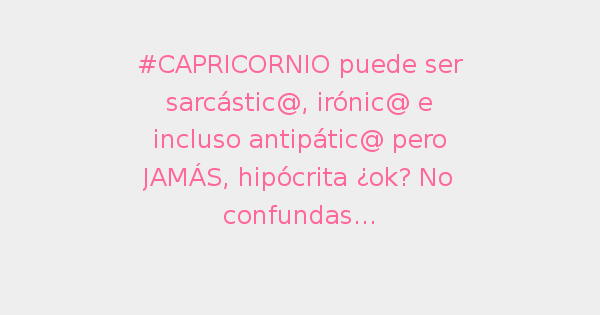 #CAPRICORNIO puede ser
sarcástic@, irónic@ e
incluso antipátic@ pero
JAMÁS, hipócrita ¿ok? No
confundas...